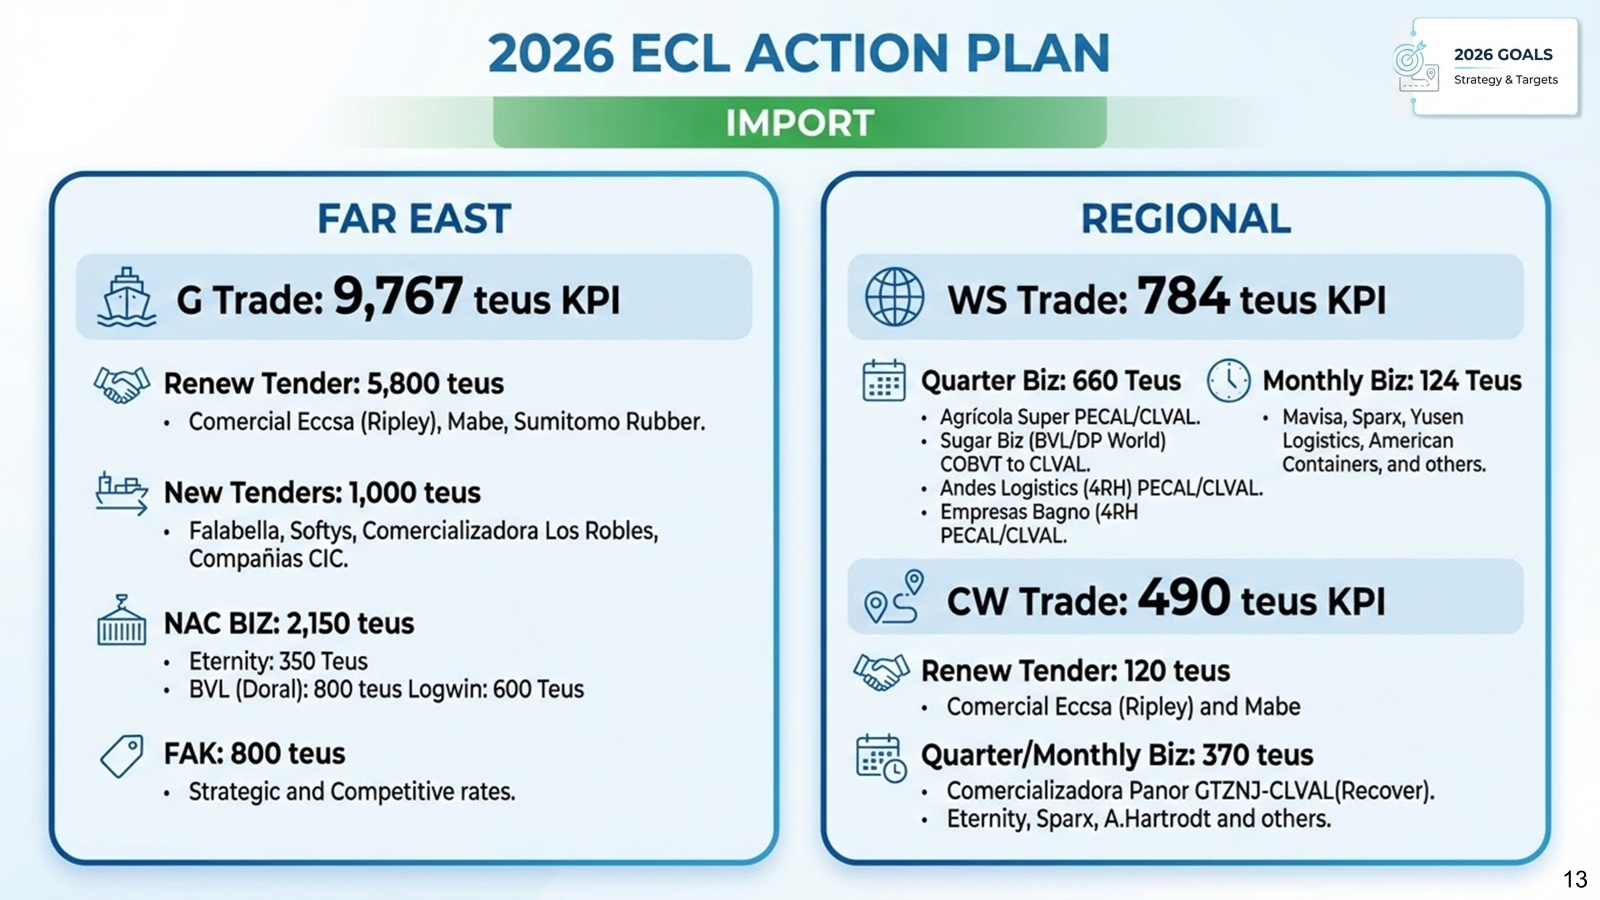 2026 ECL ACTION PLAN
2026 GOALS
Strategy & Targets
IMPORT
FAR EAST
G Trade: 9,767 teus KPI
Renew Tender: 5,800 teus
• Comercial Eccsa (Ripley), Mabe, Sumitomo Rubber.
New Tenders: 1,000 teus
• Falabella, Softys, Comercializadora Los Robles,
Compañias CIC.
NAC BIZ: 2,150 teus
• Eternity: 350 Teus
• BVL (Doral): 800 teus Logwin: 600 Teus
FAK: 800 teus
• Strategic and Competitive rates.
REGIONAL
WS Trade: 784 teus KPI
Quarter Biz: 660 Teus
• Agrícola Super PECAL/CLVAL.
• Sugar Biz (BVL/DP World)
COBVT to CLVAL.
• Andes Logistics (4RH) PECAL/CLVAL.
• Empresas Bagno (4RH
PECAL/CLVAL.
Monthly Biz: 124 Teus
• Mavisa, Sparx, Yusen
Logistics, American
Containers, and others.
CW Trade: 490 teus KPI
Renew Tender: 120 teus
• Comercial Eccsa (Ripley) and Mabe
Quarter/Monthly Biz: 370 teus
• Comercializadora Panor GTZNJ-CLVAL(Recover).
• Eternity, Sparx, A.Hartrodt and others.
13